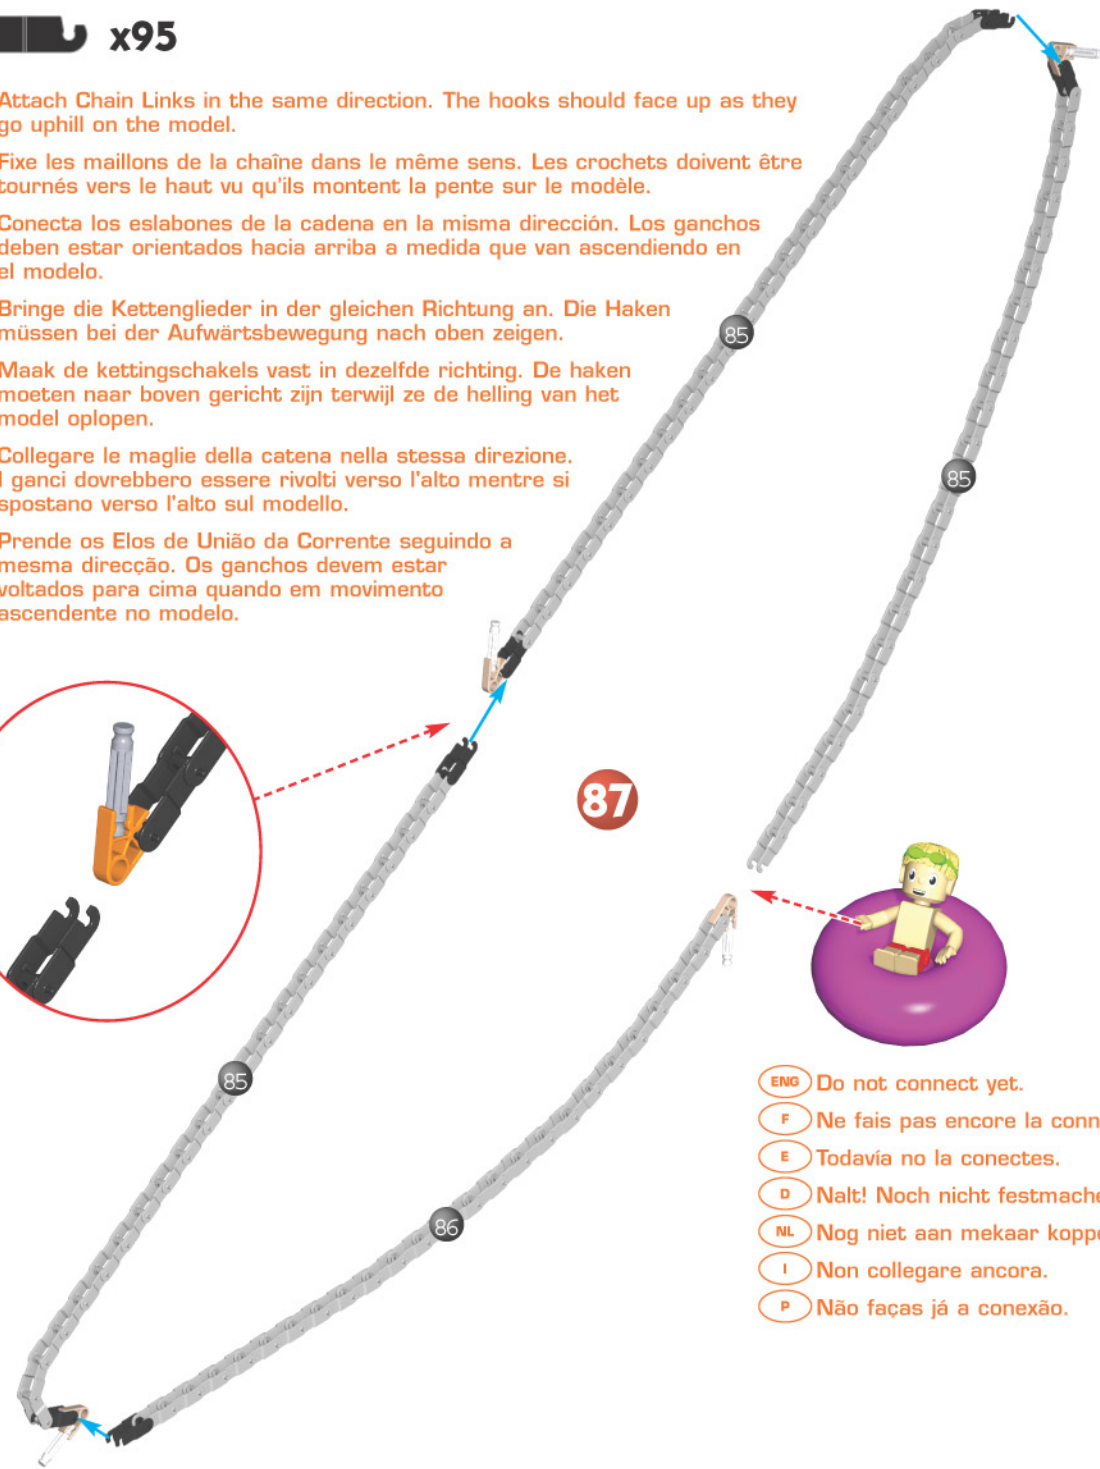 x95
Attach Chain Links in the same direction. The hooks should face up as they
go uphill on the model.
Fixe les maillons de la chaîne dans le même sens. Les crochets doivent être
tournés vers le haut vu qu'ils montent la pente sur le modèle.
Conecta los eslabones de la cadena en la misma dirección. Los ganchos
deben estar orientados hacia arriba a medida que van ascendiendo en
el modelo.
Bringe die Kettenglieder in der gleichen Richtung an. Die Haken
müssen bei der Aufwärtsbewegung nach oben zeigen.
Maak de kettingschakels vast in dezelfde richting. De haken
moeten naar boven gericht zijn terwijl ze de helling van het
model oplopen.
Collegare le maglie della catena nella stessa direzione.
I ganci dovrebbero essere rivolti verso l'alto mentre si
spostano verso l'alto sul modello.
Prende os Elos de União da Corrente seguindo a
mesma direcção. Os ganchos devem estar
voltados para cima quando em movimento
ascendente no modelo.
85
85
87
85
86
ENG Do not connect yet.
F Ne fais pas encore la conn
E Todavía no la conectes.
D Nalt! Noch nicht festmache
NL Nog niet aan mekaar koppe
I Non collegare ancora.
P Não faças já a conexão.